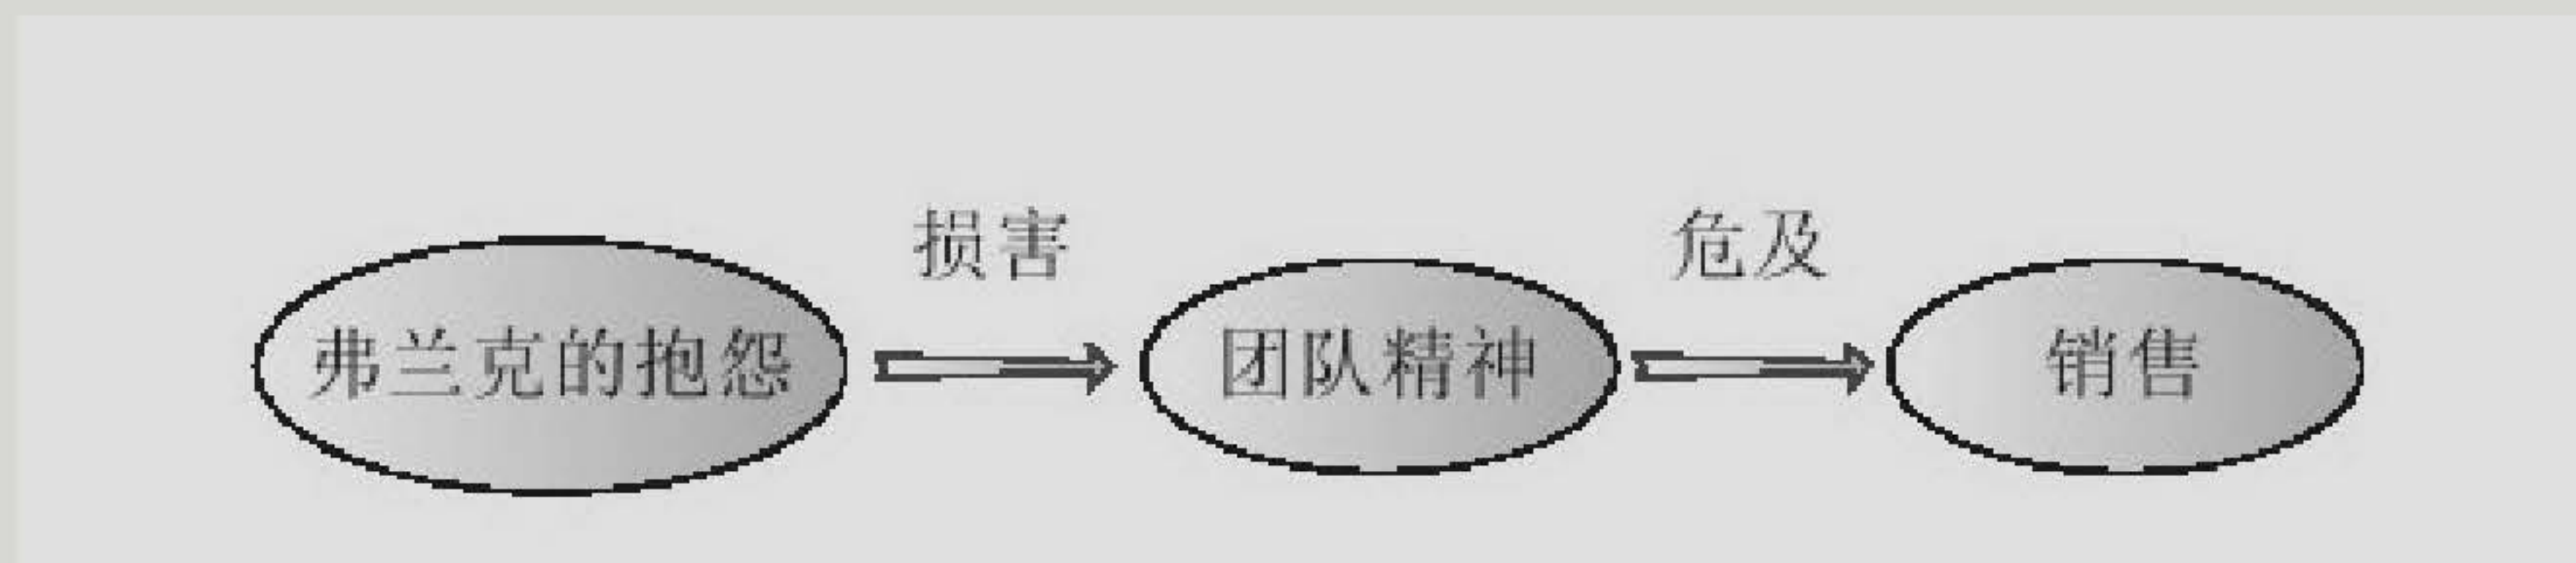 损害
危及
弗兰克的抱怨
团队精神
销售